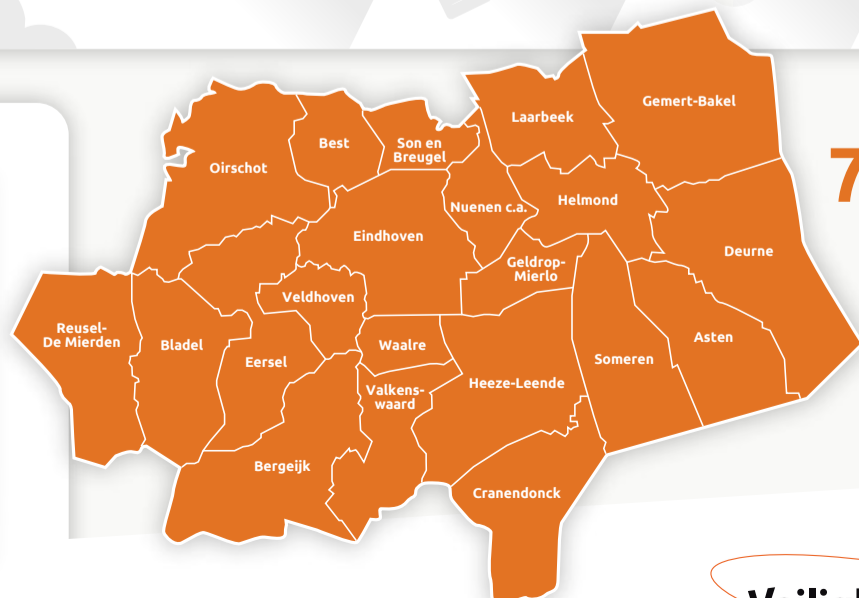 Gemert-Bakel
Laarbeek
Best
Son en
Breugel
7
Oirschot
Helmond
Nuenen c.a.
Eindhoven
Deurne
Geldrop-
Mierlo
Veldhoven
Reusel-
De Mierden
Bladel
Waalre
Asten
Eersel
Someren
Heeze-Leende
Valkens-
waard
Bergeijk
Cranendonck